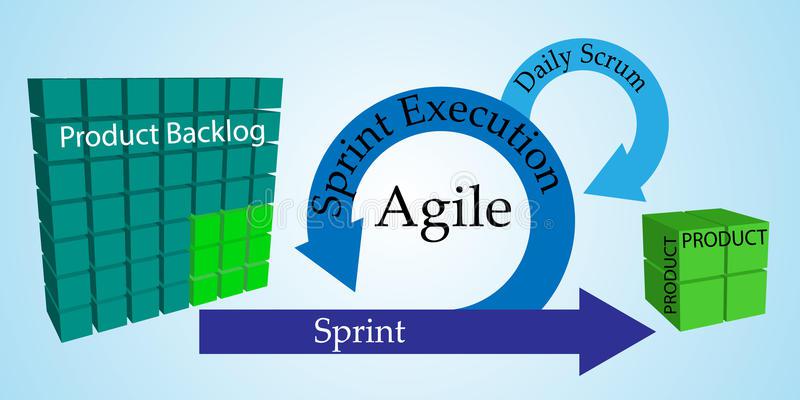 Product Backlog
Sprint Execution
Daily Scrum
Agile
Sprint
PRODUCT
PRODUCT